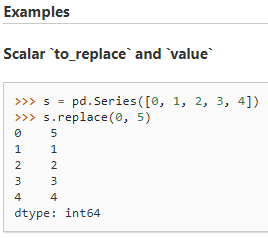 Examples
Scalar `to_replace` and `value`
>>> s = pd.Series([0, 1, 2, 3, 4])
>>> s.replace(0, 5)
0    5
1    1
2    2
3    3
4    4
dtype: int64